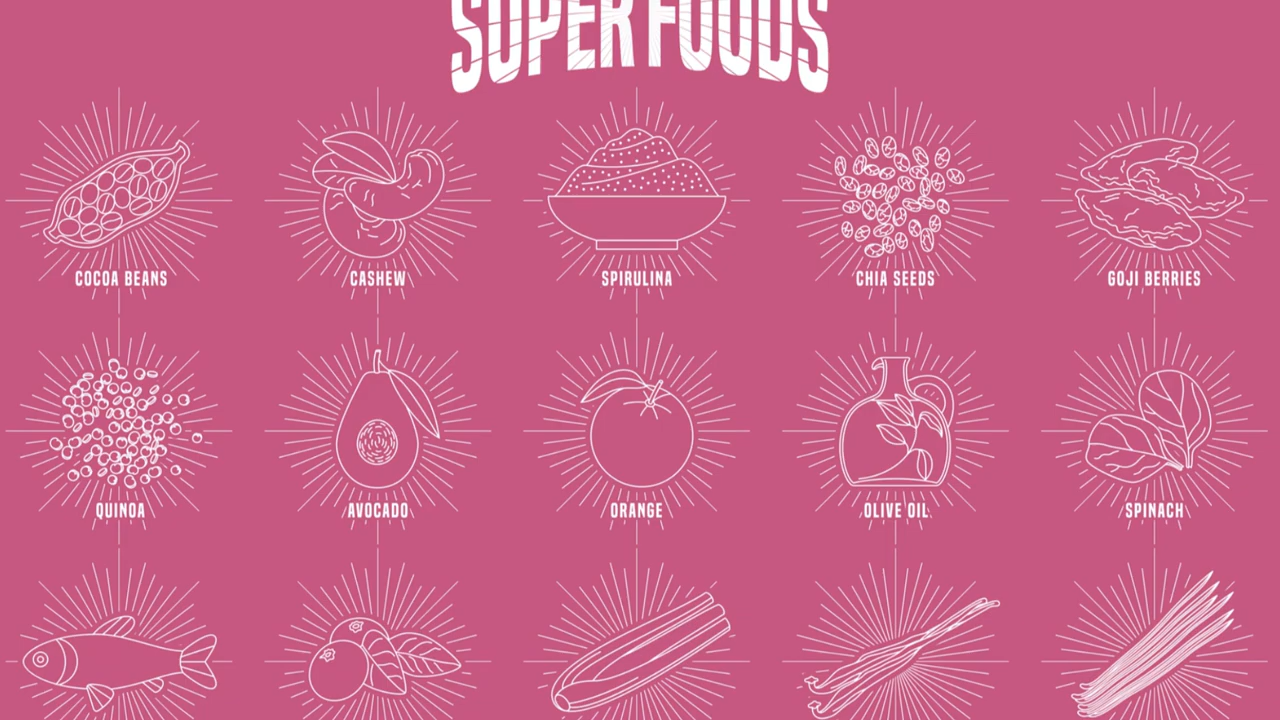 SUPER FOODS
COCOA BEANS
CASHEW
SPIRULINA
CHIA SEEDS
GOJI BERRIES
QUINOA
AVOCADO
ORANGE
OLIVE OIL
SPINACH